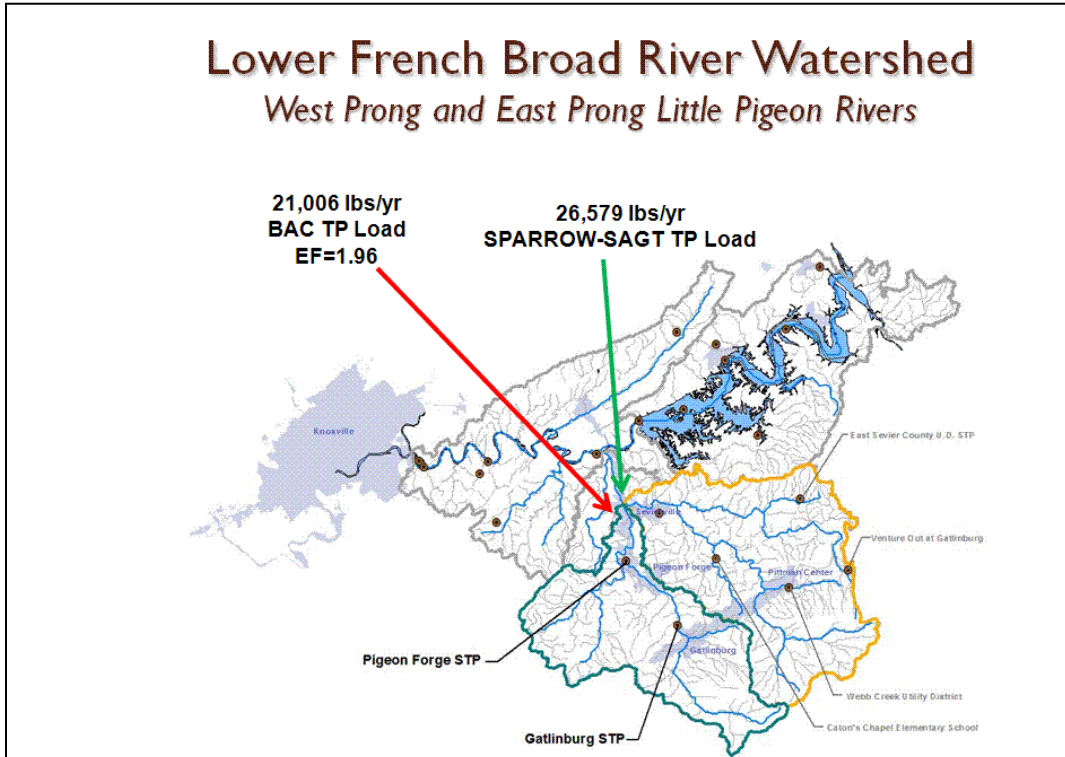 Lower French Broad River Watershed
West Prong and East Prong Little Pigeon Rivers
21,006 lbs/yr
BAC TP Load
EF=1.96
26,579 lbs/yr
SPARROW-SAGT TP Load
Knoxville
East Sevier County U.D. STP
Sevierville
Venture Out at Gatlinburg
Pigeon Forge
Pittman Center
Gatlinburg
Pigeon Forge STP
Webb Creek Utility District
Caton's Chapel Elementary School
Gatlinburg STP